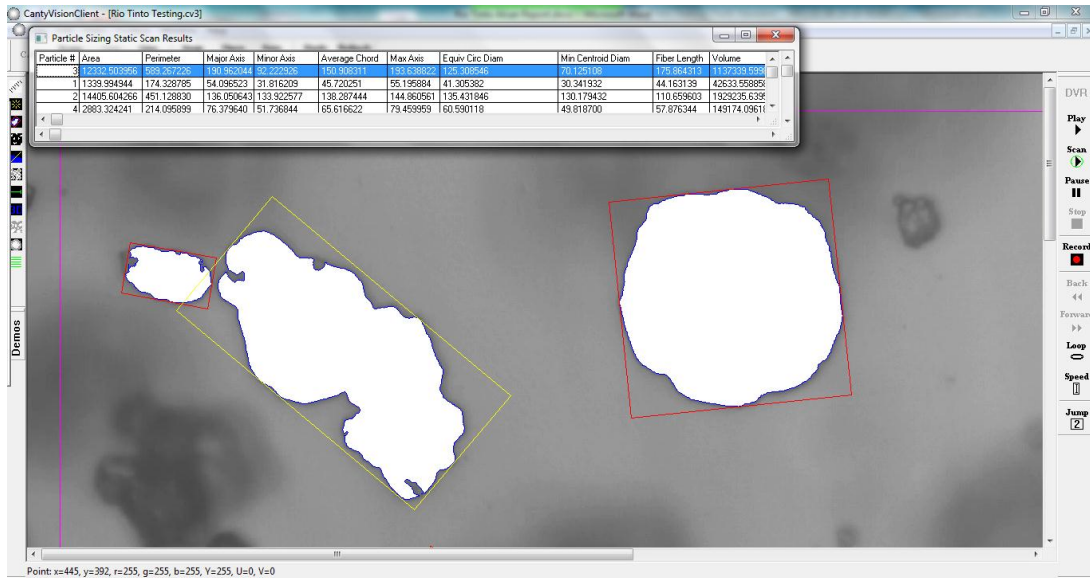 CantyVisionClient - [Rio Tinto Testing.cv3]
Particle Sizing Static Scan Results
Particle # Area Perimeter Major Axis Minor Axis Average Chord Max Axis Equiv Circ Diam Min Centroid Diam Fiber Length Volume
3 12332.503956 589.267226 190.962044 92.222926 150.908311 193.638822 125.308546 70.125108 175.864313 1137339.599
1 1339.994944 174.328785 54.096523 31.816209 45.720251 55.195884 41.305382 30.341932 44.163139 42633.55885
2 14405.604266 451.128830 136.050643 133.922577 138.287444 144.860561 135.431846 130.179432 110.659603 1929235.639
4 2883.324241 214.095899 76.379640 51.736844 65.616622 79.459959 60.590118 49.818700 57.876344 149174.0961
DVR
Play
Scan
Pause
Stop
Record
Back
Forward
Loop
Speed
Jump
2
Demos
Point: x=445, y=392, r=255, g=255, b=255, Y=255, U=0, V=0